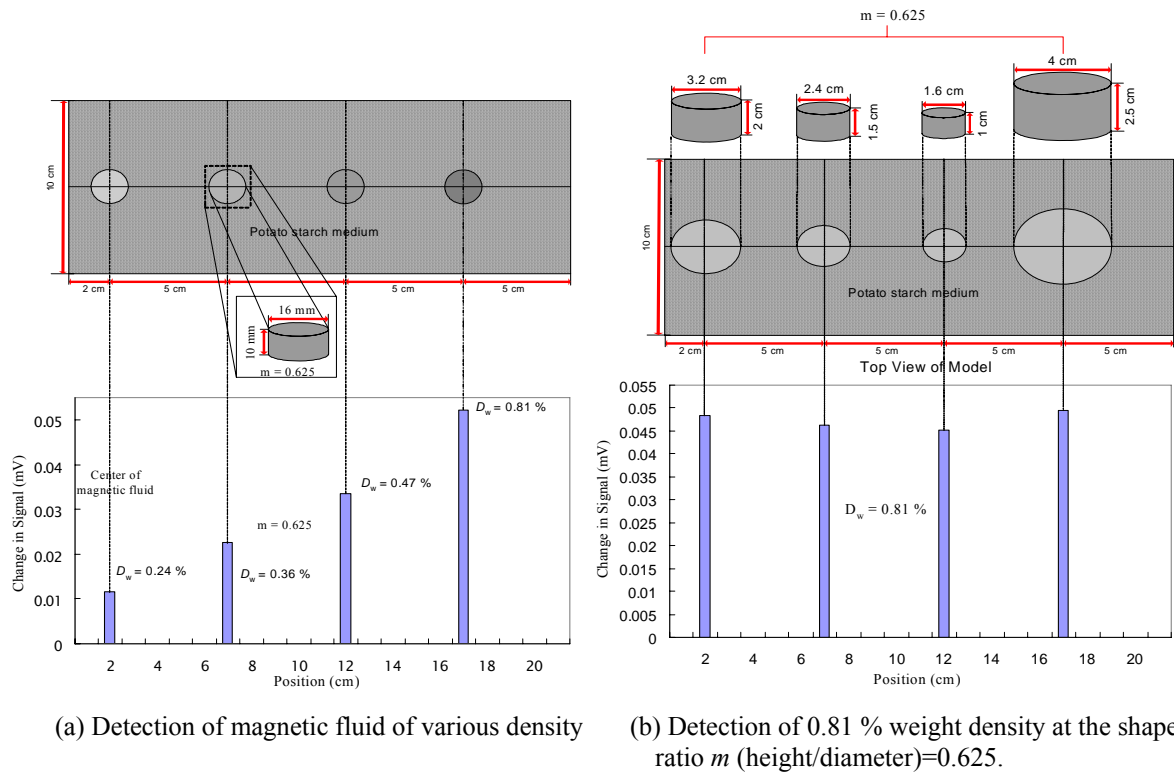 10 cm
Potato starch medium
2 cm
5 cm
5 cm
5 cm
16 mm
10 mm
m = 0.625
0.05
0.04
0.03
0.02
0.01
0
Change in Signal (mV)
Center of
magnetic fluid
m = 0.625
Dw = 0.24 %
Dw = 0.36 %
Dw = 0.47 %
Dw = 0.81 %
2 4 6 8 10 12 14 16 18 20
Position (cm)
(a) Detection of magnetic fluid of various density
m = 0.625
3.2 cm
2 cm
2.4 cm
1.5 cm
1.6 cm
1 cm
4 cm
2.5 cm
10 cm
Potato starch medium
2 cm
5 cm
5 cm
5 cm
5 cm
Top View of Model
0.055
0.05
0.045
0.04
0.035
0.03
0.025
0.02
0.015
0.01
0.005
0
Change in Signal (mV)
Dw = 0.81 %
2 4 6 8 10 12 14 16 18 20
Position (cm)
(b) Detection of 0.81 % weight density at the shape
ratio m (height/diameter)=0.625.